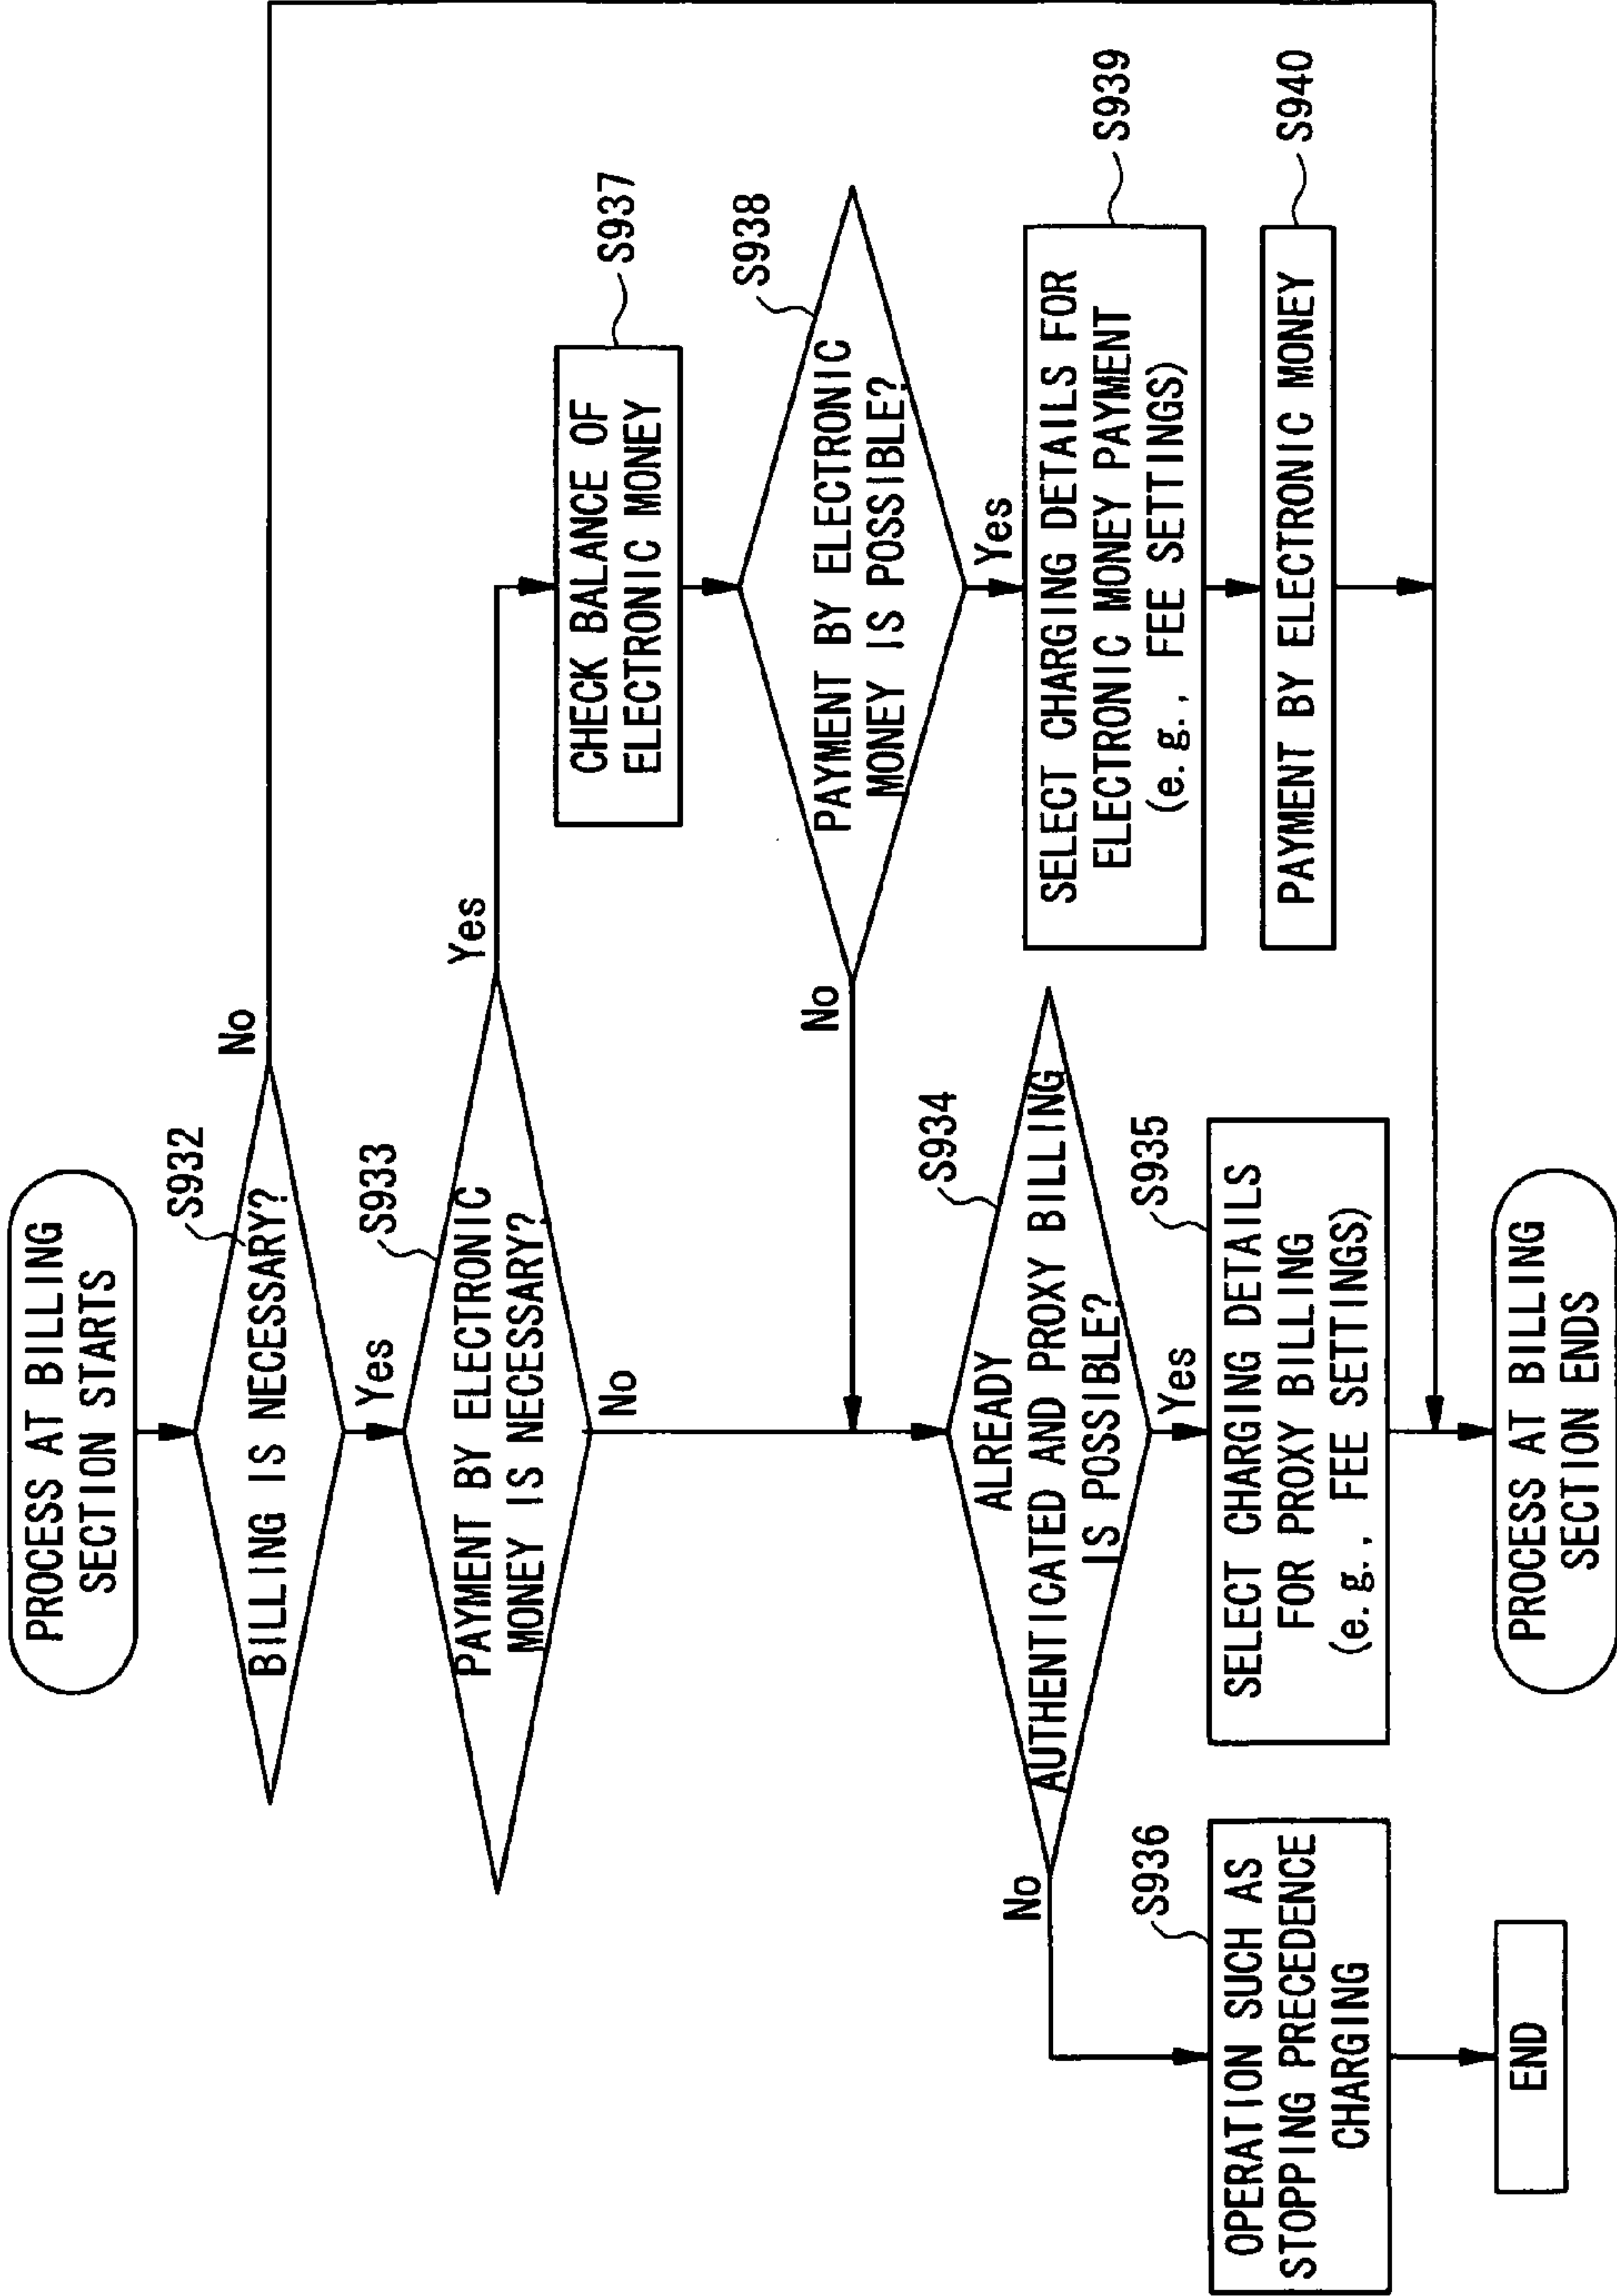 PROCESS AT BILLING
SECTION STARTS
S932
BILLING IS NECESSARY?
No
Yes
S933
PAYMENT BY ELECTRONIC
MONEY IS NECESSARY?
Yes
No
S937
CHECK BALANCE OF
ELECTRONIC MONEY
S938
PAYMENT BY ELECTRONIC
MONEY IS POSSIBLE?
No
Yes
S934
ALREADY
AUTHENTICATED AND PROXY BILLING
IS POSSIBLE?
No
Yes
S939
SELECT CHARGING DETAILS FOR
ELECTRONIC MONEY PAYMENT
(e.g., FEE SETTINGS)
S936
OPERATION SUCH AS
STOPPING PRECEDENCE
CHARGING
S935
SELECT CHARGING DETAILS
FOR PROXY BILLING
(e.g., FEE SETTINGS)
S940
PAYMENT BY ELECTRONIC MONEY
END
PROCESS AT BILLING
SECTION ENDS